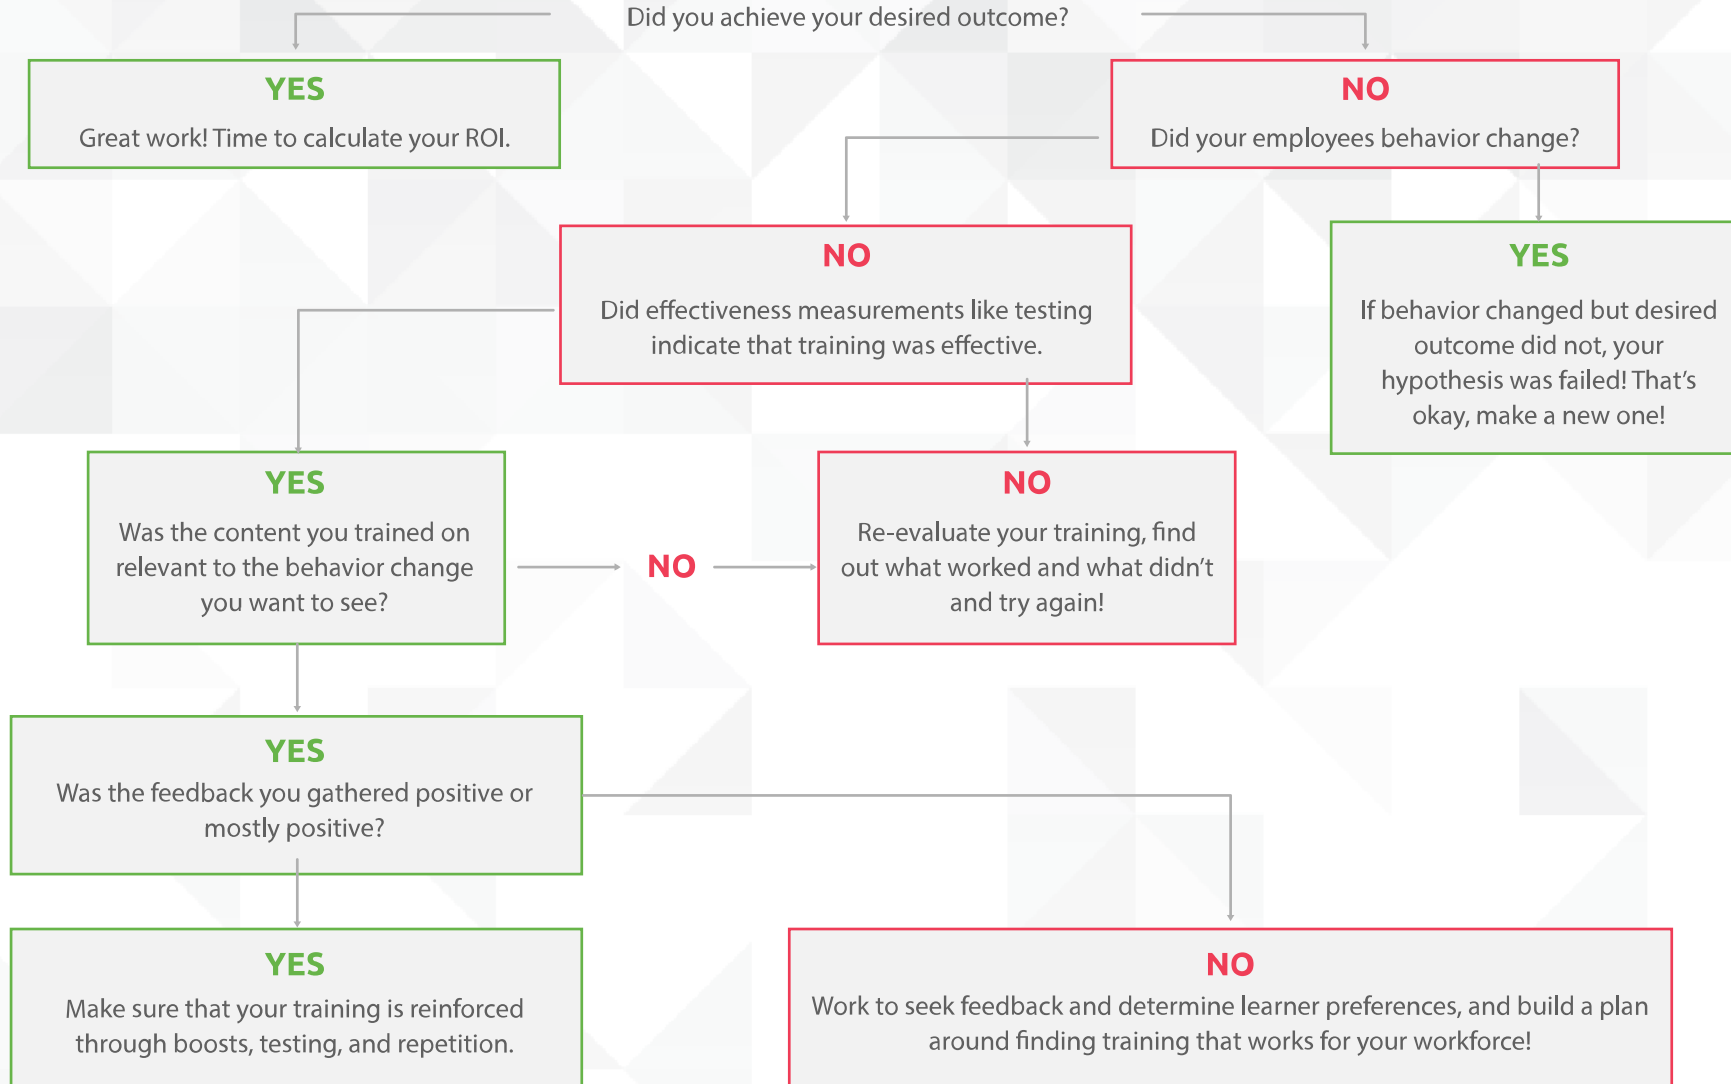 Did you achieve your desired outcome?
YES
Great work! Time to calculate your ROI.
NO
Did your employees behavior change?
NO
Did effectiveness measurements like testing
indicate that training was effective.
YES
If behavior changed but desired
outcome did not, your
hypothesis was failed! That’s
okay, make a new one!
YES
Was the content you trained on
relevant to the behavior change
you want to see?
NO
NO
Re-evaluate your training, find
out what worked and what didn’t
and try again!
YES
Was the feedback you gathered positive or
mostly positive?
YES
Make sure that your training is reinforced
through boosts, testing, and repetition.
NO
Work to seek feedback and determine learner preferences, and build a plan
around finding training that works for your workforce!